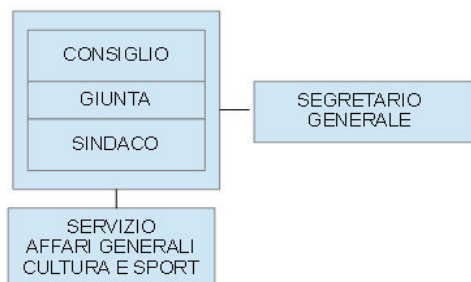 CONSIGLIO
GIUNTA
SINDACO
SEGRETARIO
GENERALE
SERVIZIO
AFFARI GENERALI
CULTURA E SPORT